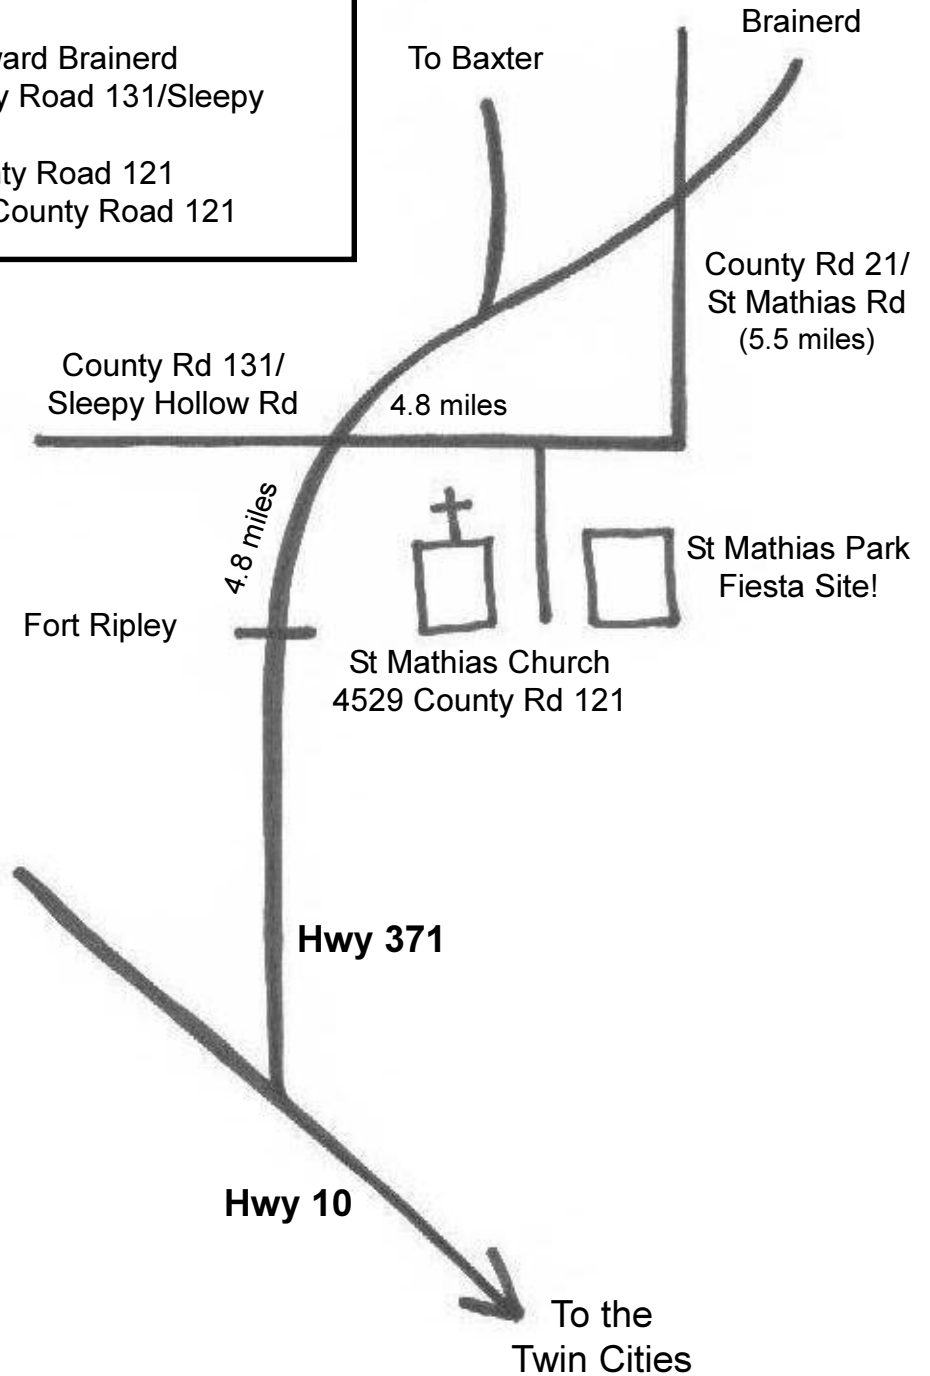 ard Brainerd
Road 131/Sleepy
ty Road 121
County Road 121
To Baxter
Brainerd
County Rd 21/
St Mathias Rd
(5.5 miles)
County Rd 131/
Sleepy Hollow Rd
4.8 miles
4.8 miles
St Mathias Park
Fiesta Site!
Fort Ripley
St Mathias Church
4529 County Rd 121
Hwy 371
Hwy 10
To the
Twin Cities